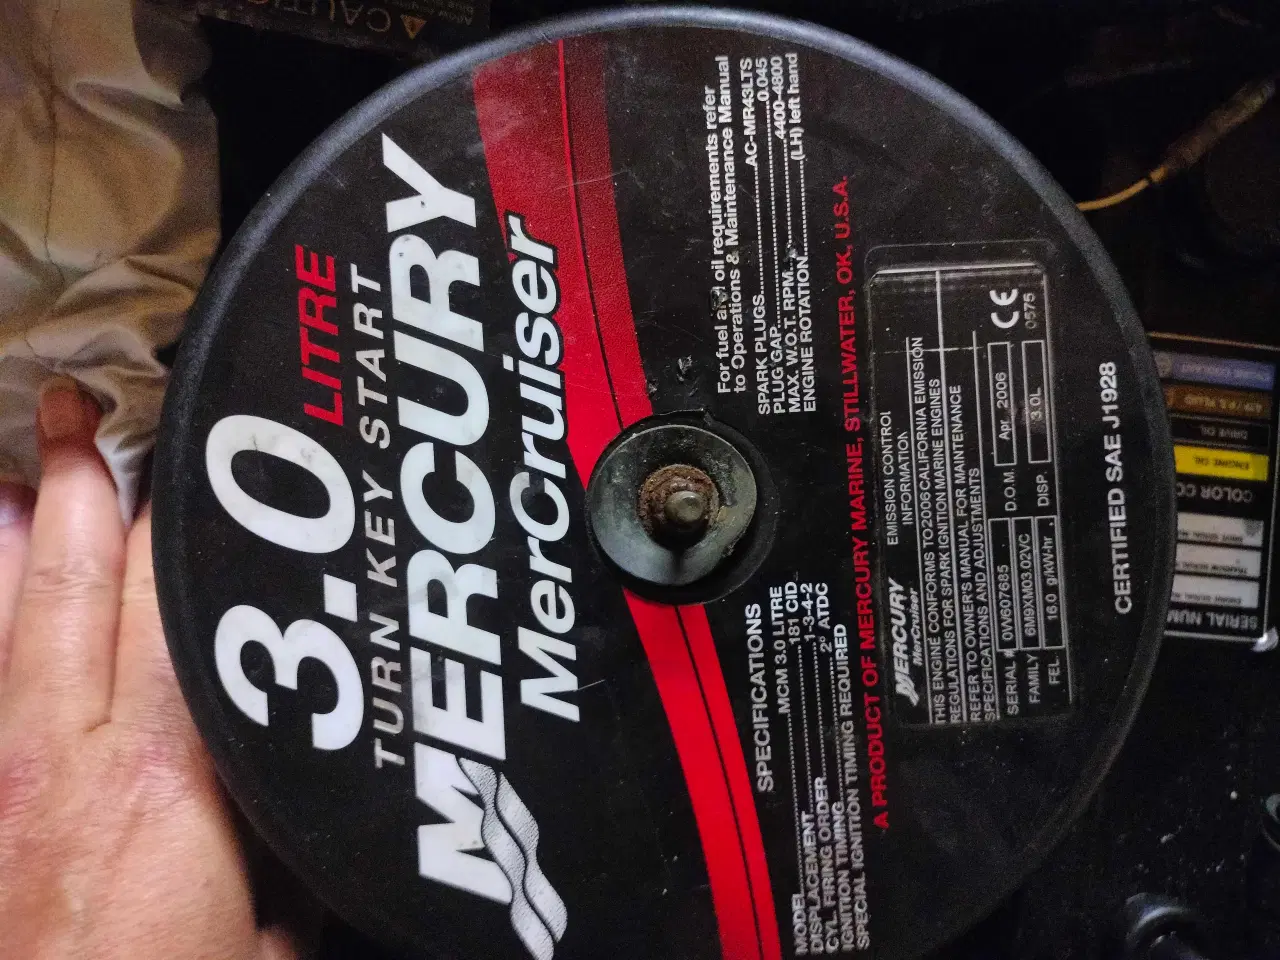 3.0 LITRE
TURN KEY START
MERCURY
MerCruiser
For fuel and oil requirements refer
to Operations & Maintenance Manual
SPARK PLUGS AC-MR43LTS
PLUG GAP 0.045
MAX. W.O.T. RPM 4400-4800
ENGINE ROTATION (LH) left hand
SPECIFICATIONS
MODEL MCM 3.0 LITRE
DISPLACEMENT 181 CID
CYL. FIRING ORDER 1-3-4-2
IGNITION TIMING 2° ATDC
SPECIAL IGNITION TIMING REQUIRED
A PRODUCT OF MERCURY MARINE, STILLWATER, OK. U.S.A.
MERCURY
MerCruiser
EMISSION CONTROL
INFORMATION
THIS ENGINE CONFORMS TO 2006 CALIFORNIA EMISSION
REGULATIONS FOR SPARK IGNITION MARINE ENGINES
REFER TO OWNER'S MANUAL FOR MAINTENANCE
SPECIFICATIONS AND ADJUSTMENTS
SERIAL # 0W607685 D.O.M. Apr, 2006
FAMILY 6M9XM03.02VC DISP. 3.0L
FEL. 16.0 g/kW-hr
CE
0575
CERTIFIED SAE J1928
CAUTION
SERIAL NUM
COLOR CO
ENGINE OIL
DRIVE OIL